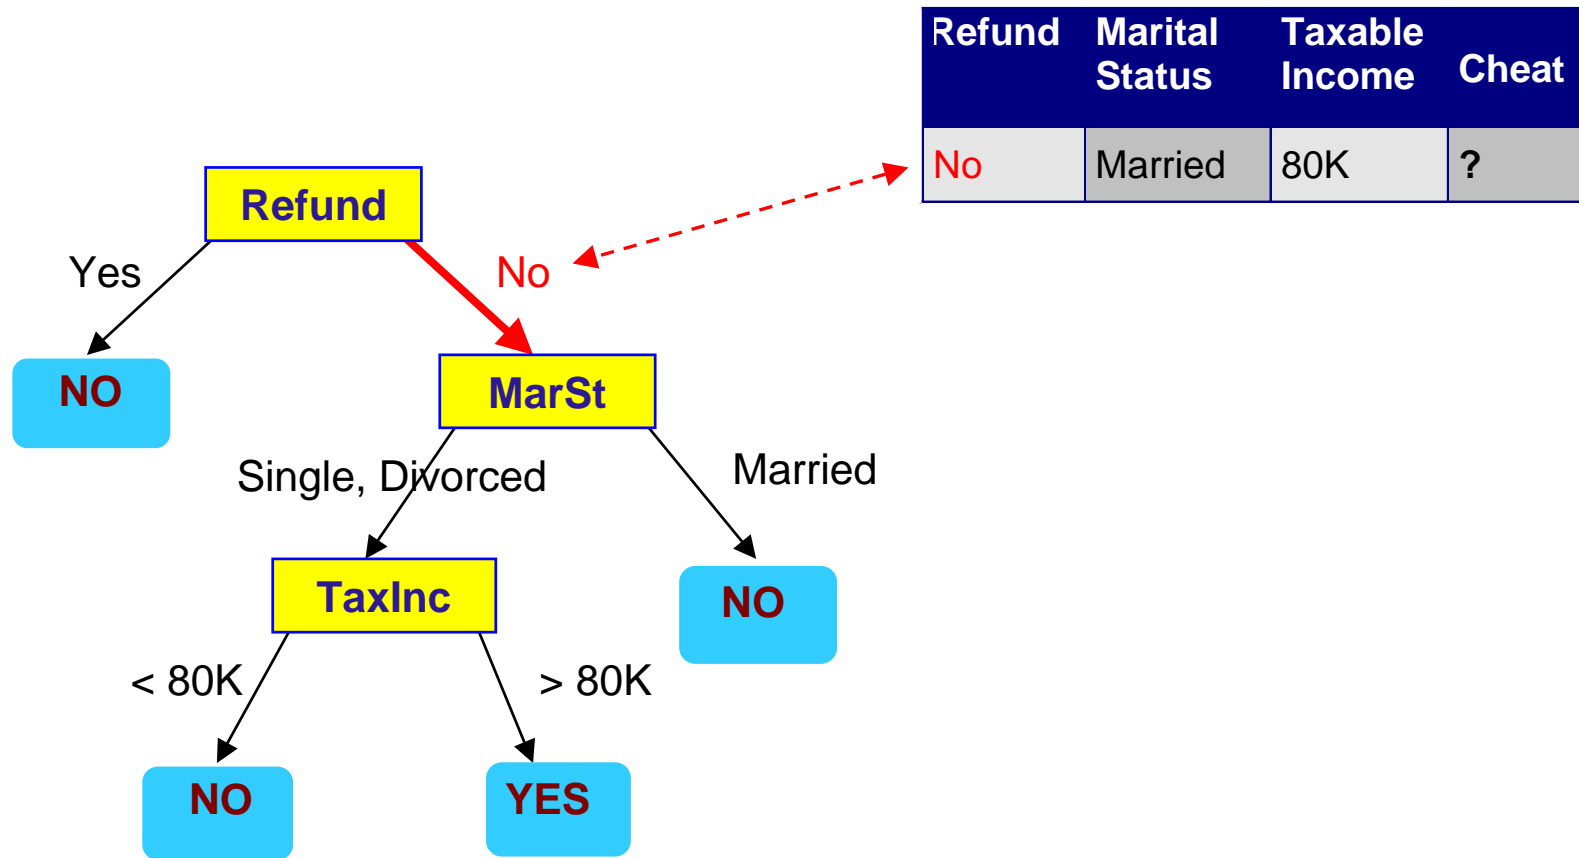 Refund Marital Status Taxable Income Cheat
No Married 80K ?
Refund
Yes No
NO
MarSt
Single, Divorced Married
TaxInc
NO
< 80K > 80K
NO YES